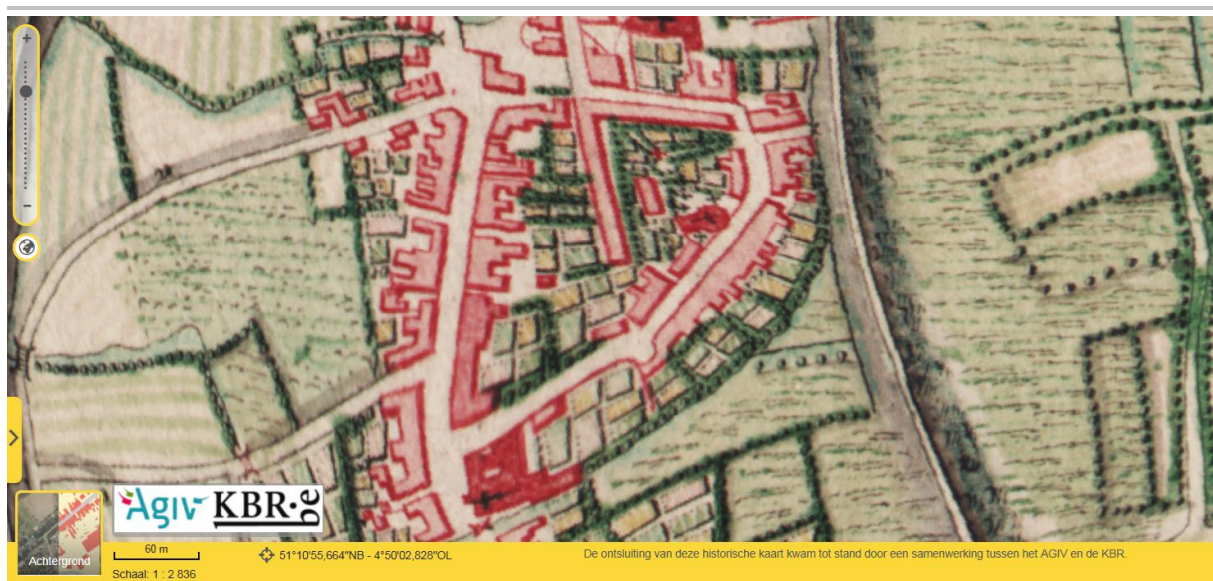 Agiv KBR.be
Achtergrond
60 m
Schaal: 1 : 2 836
51°10'55,664"NB - 4°50'02,828"OL
De ontsluiting van deze historische kaart kwam tot stand door een samenwerking tussen het AGIV en de KBR.